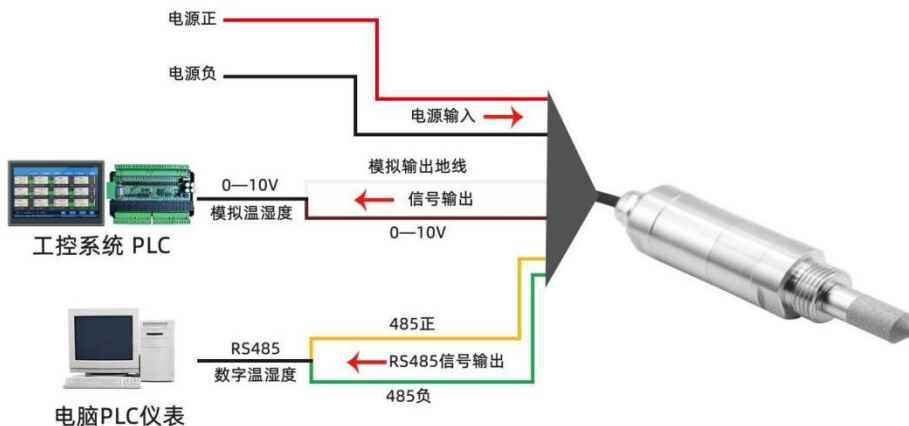 电源正
电源负
电源输入
模拟输出地线
0—10V
信号输出
模拟温湿度
0—10V
工控系统 PLC
485正
RS485
RS485信号输出
数字温湿度
485负
电脑PLC仪表